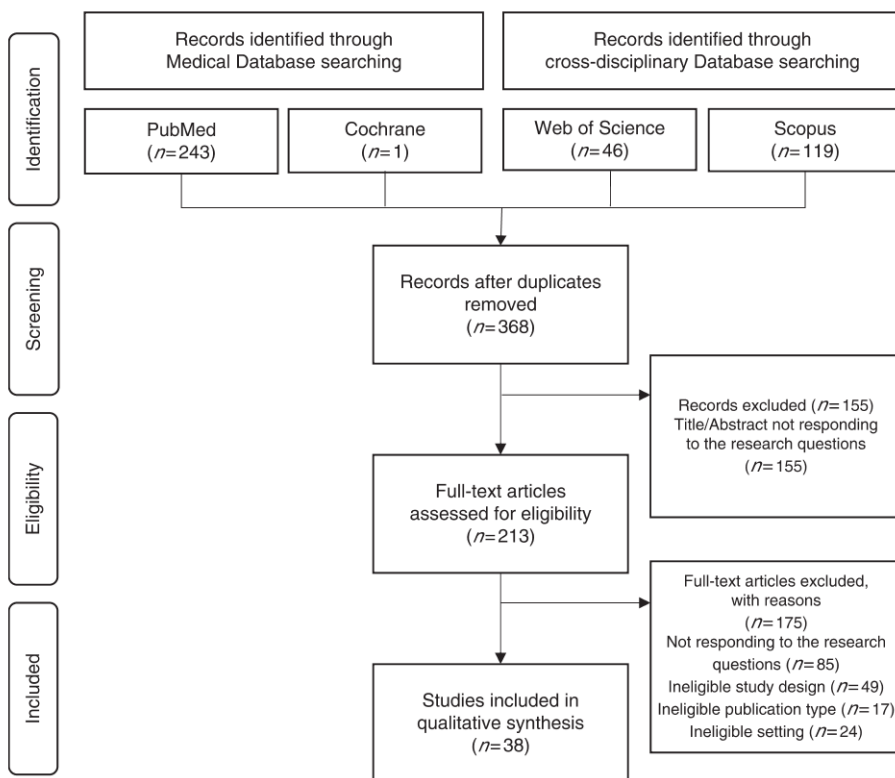 Identification
Records identified through
Medical Database searching
Records identified through
cross-disciplinary Database searching
PubMed
(n=243)
Cochrane
(n=1)
Web of Science
(n=46)
Scopus
(n=119)
Screening
Records after duplicates
removed
(n=368)
Records excluded (n=155)
Title/Abstract not responding
to the research questions
(n=155)
Eligibility
Full-text articles
assessed for eligibility
(n=213)
Full-text articles excluded,
with reasons
(n=175)
Not responding to the research
questions (n=85)
Ineligible study design (n=49)
Ineligible publication type (n=17)
Ineligible setting (n=24)
Included
Studies included in
qualitative synthesis
(n=38)